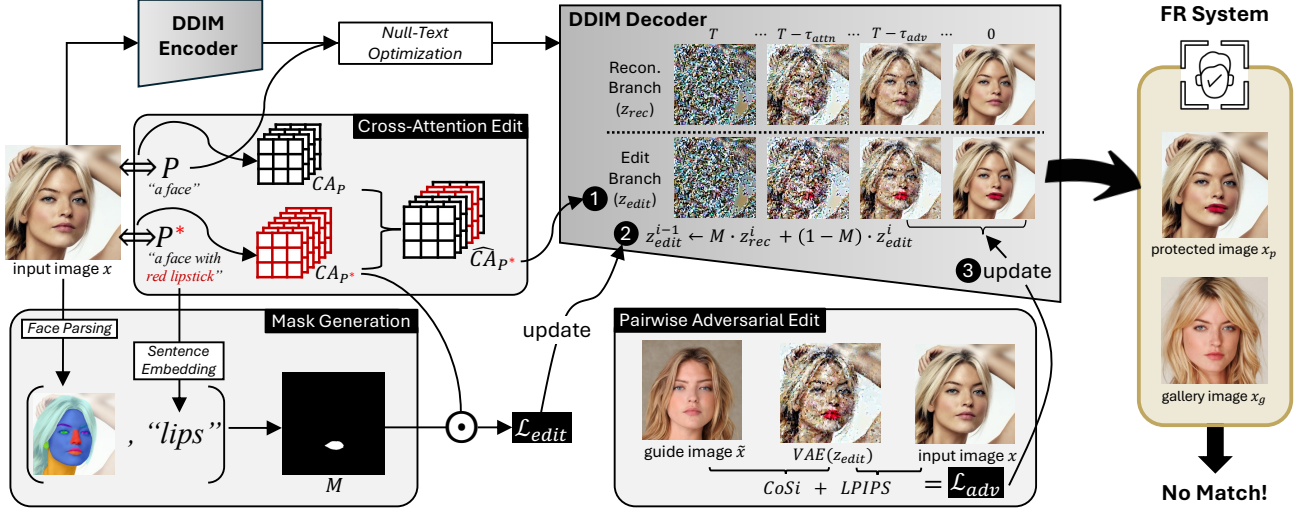 DDIM
Encoder
Null-Text
Optimization
DDIM Decoder
T ⋯ T − τ_attn ⋯ T − τ_adv ⋯ 0
Recon.
Branch
(z_rec)
Edit
Branch
(z_edit)
1
2 z_edit^{i−1} ← M · z_rec^i + (1 − M) · z_edit^i
3 update
Cross-Attention Edit
P
"a face"
CA_P
P*
"a face with
red lipstick"
CA_{P*}
\widehat{CA}_{P*}
input image x
Mask Generation
Face Parsing
Sentence
Embedding
, "lips"
M
update
ℒ_edit
Pairwise Adversarial Edit
guide image x̃
VAE(z_edit)
input image x
CoSi + LPIPS = ℒ_adv
FR System
protected image x_p
gallery image x_g
No Match!